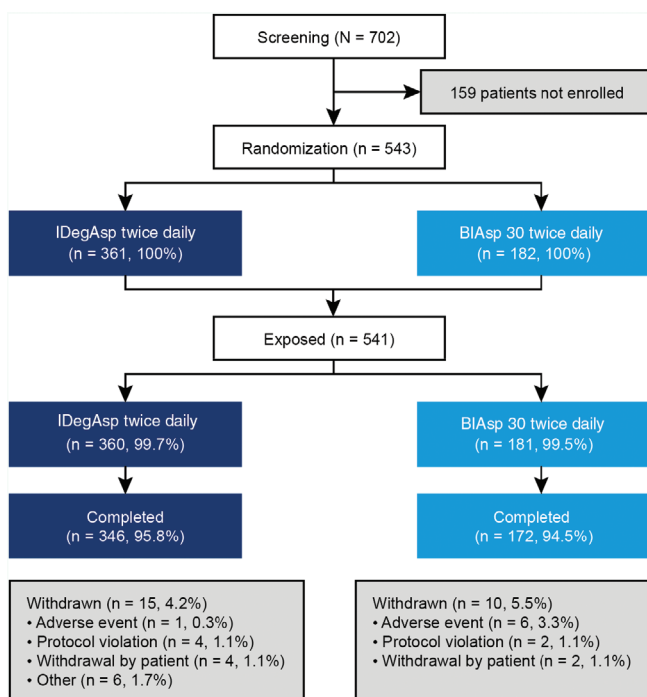 Screening (N = 702)
159 patients not enrolled
Randomization (n = 543)
IDegAsp twice daily
(n = 361, 100%)
BIAsp 30 twice daily
(n = 182, 100%)
Exposed (n = 541)
IDegAsp twice daily
(n = 360, 99.7%)
BIAsp 30 twice daily
(n = 181, 99.5%)
Completed
(n = 346, 95.8%)
Completed
(n = 172, 94.5%)
Withdrawn (n = 15, 4.2%)
• Adverse event (n = 1, 0.3%)
• Protocol violation (n = 4, 1.1%)
• Withdrawal by patient (n = 4, 1.1%)
• Other (n = 6, 1.7%)
Withdrawn (n = 10, 5.5%)
• Adverse event (n = 6, 3.3%)
• Protocol violation (n = 2, 1.1%)
• Withdrawal by patient (n = 2, 1.1%)